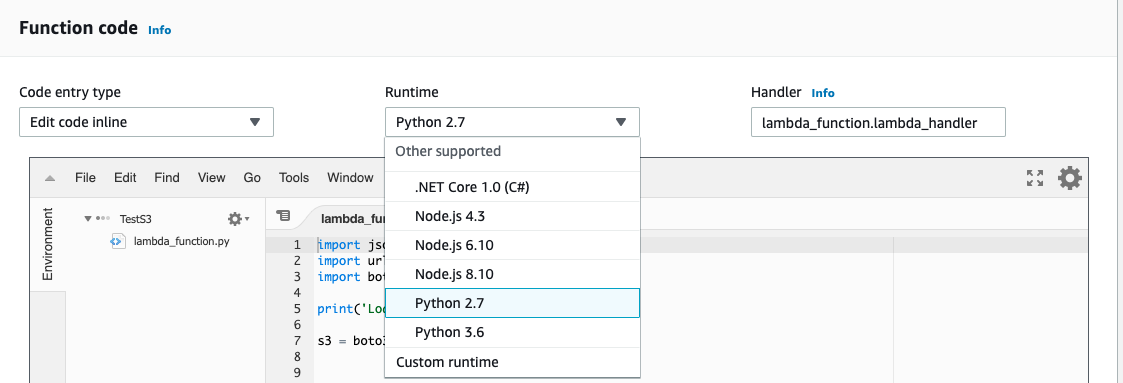 Function code Info
Code entry type
Edit code inline
Runtime
Python 2.7
Handler Info
lambda_function.lambda_handler
Other supported
.NET Core 1.0 (C#)
Node.js 4.3
Node.js 6.10
Node.js 8.10
Python 2.7
Python 3.6
Custom runtime
File Edit Find View Go Tools Window
Environment
TestS3
lambda_function.py
lambda_fu
1 import jso
2 import url
3 import bot
4
5 print('Loa
6
7 s3 = boto3
8
9